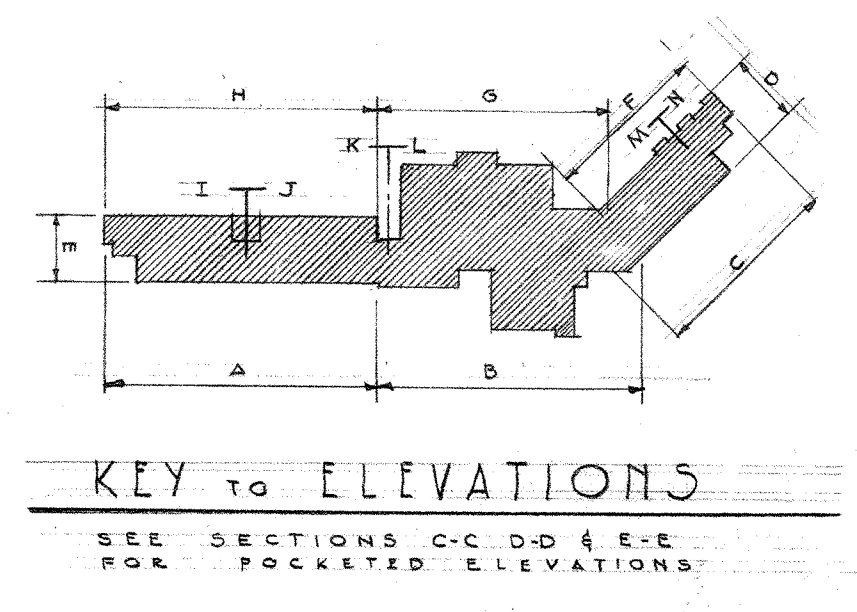 H G F D
K L M N
I J
E
C
A B
KEY TO ELEVATIONS
SEE SECTIONS C-C D-D & E-E
FOR POCKETED ELEVATIONS